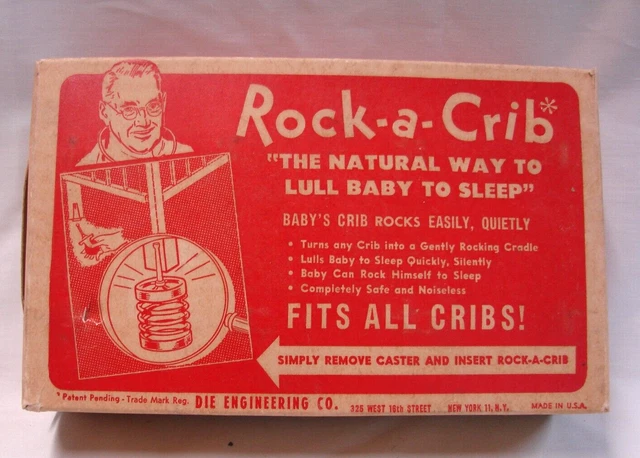 Rock-a-Crib*
"THE NATURAL WAY TO
LULL BABY TO SLEEP"
BABY'S CRIB ROCKS EASILY, QUIETLY
• Turns any Crib into a Gently Rocking Cradle
• Lulls Baby to Sleep Quickly, Silently
• Baby Can Rock Himself to Sleep
• Completely Safe and Noiseless
FITS ALL CRIBS!
SIMPLY REMOVE CASTER AND INSERT ROCK-A-CRIB
*Patent Pending - Trade Mark Reg. DIE ENGINEERING CO. 335 WEST 16th STREET NEW YORK 11, N.Y. MADE IN U.S.A.